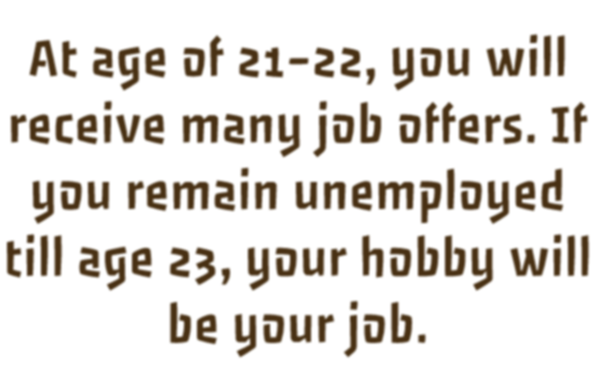 At age of 21-22, you will
receive many job offers. If
you remain unemployed
till age 23, your hobby will
be your job.